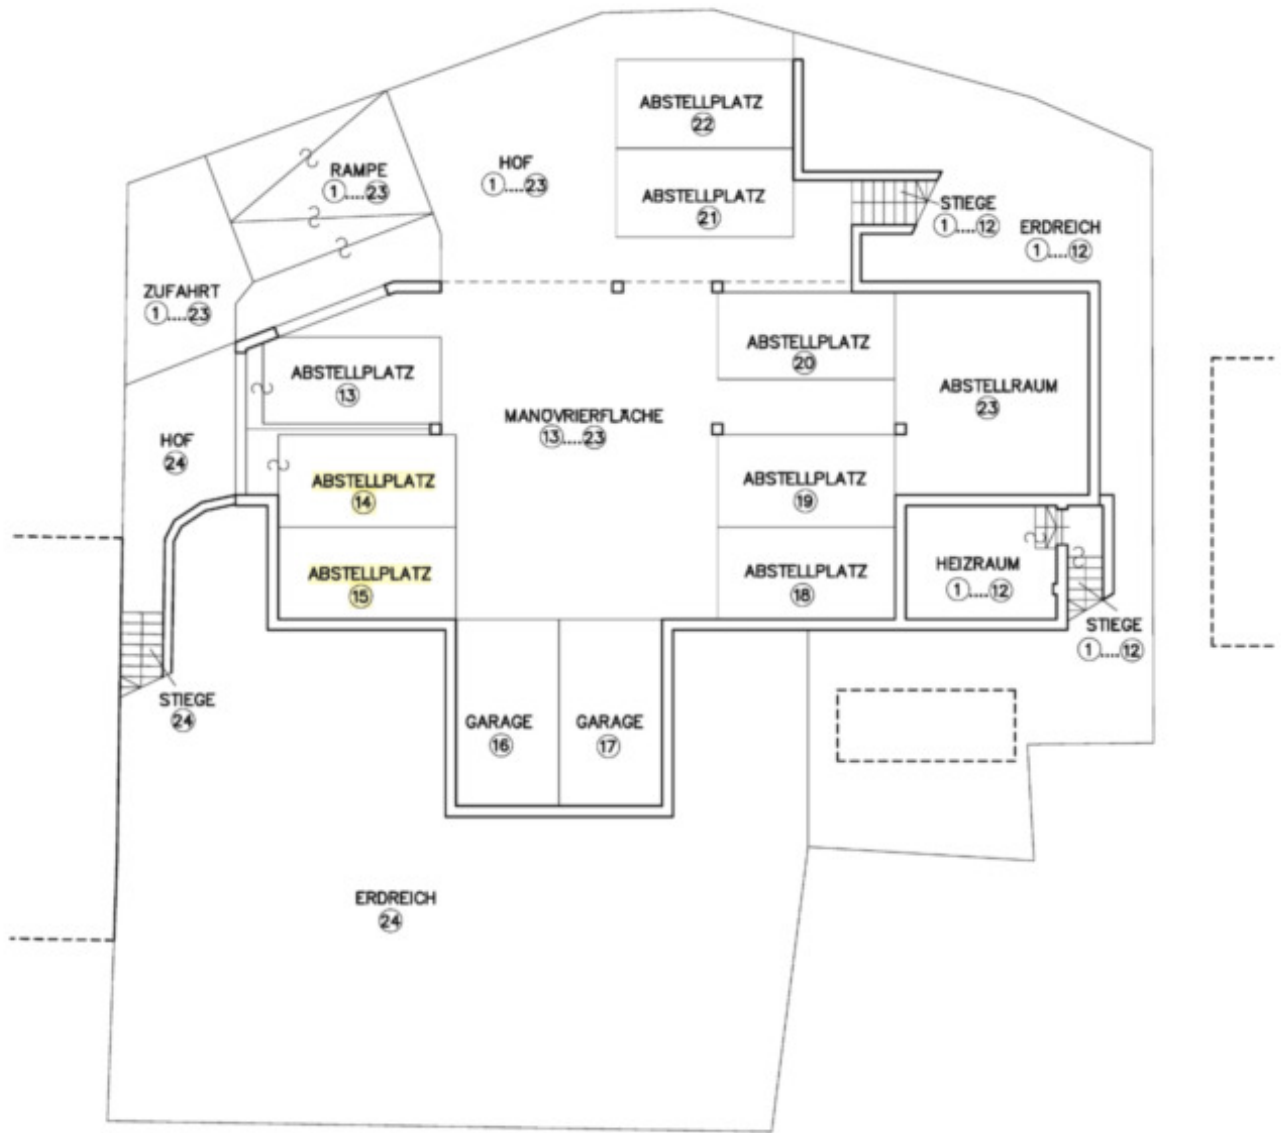 ABSTELLPLATZ
22
HOF
1....23
RAMPE
1....23
ABSTELLPLATZ
21
STIEGE
1....12
ERDREICH
1....12
ZUFAHRT
1....23
ABSTELLPLATZ
13
ABSTELLPLATZ
20
ABSTELLRAUM
23
MANÖVRIERFLÄCHE
13....23
HOF
24
ABSTELLPLATZ
14
ABSTELLPLATZ
19
ABSTELLPLATZ
15
ABSTELLPLATZ
18
HEIZRAUM
1....12
STIEGE
1....12
STIEGE
24
GARAGE
16
GARAGE
17
ERDREICH
24